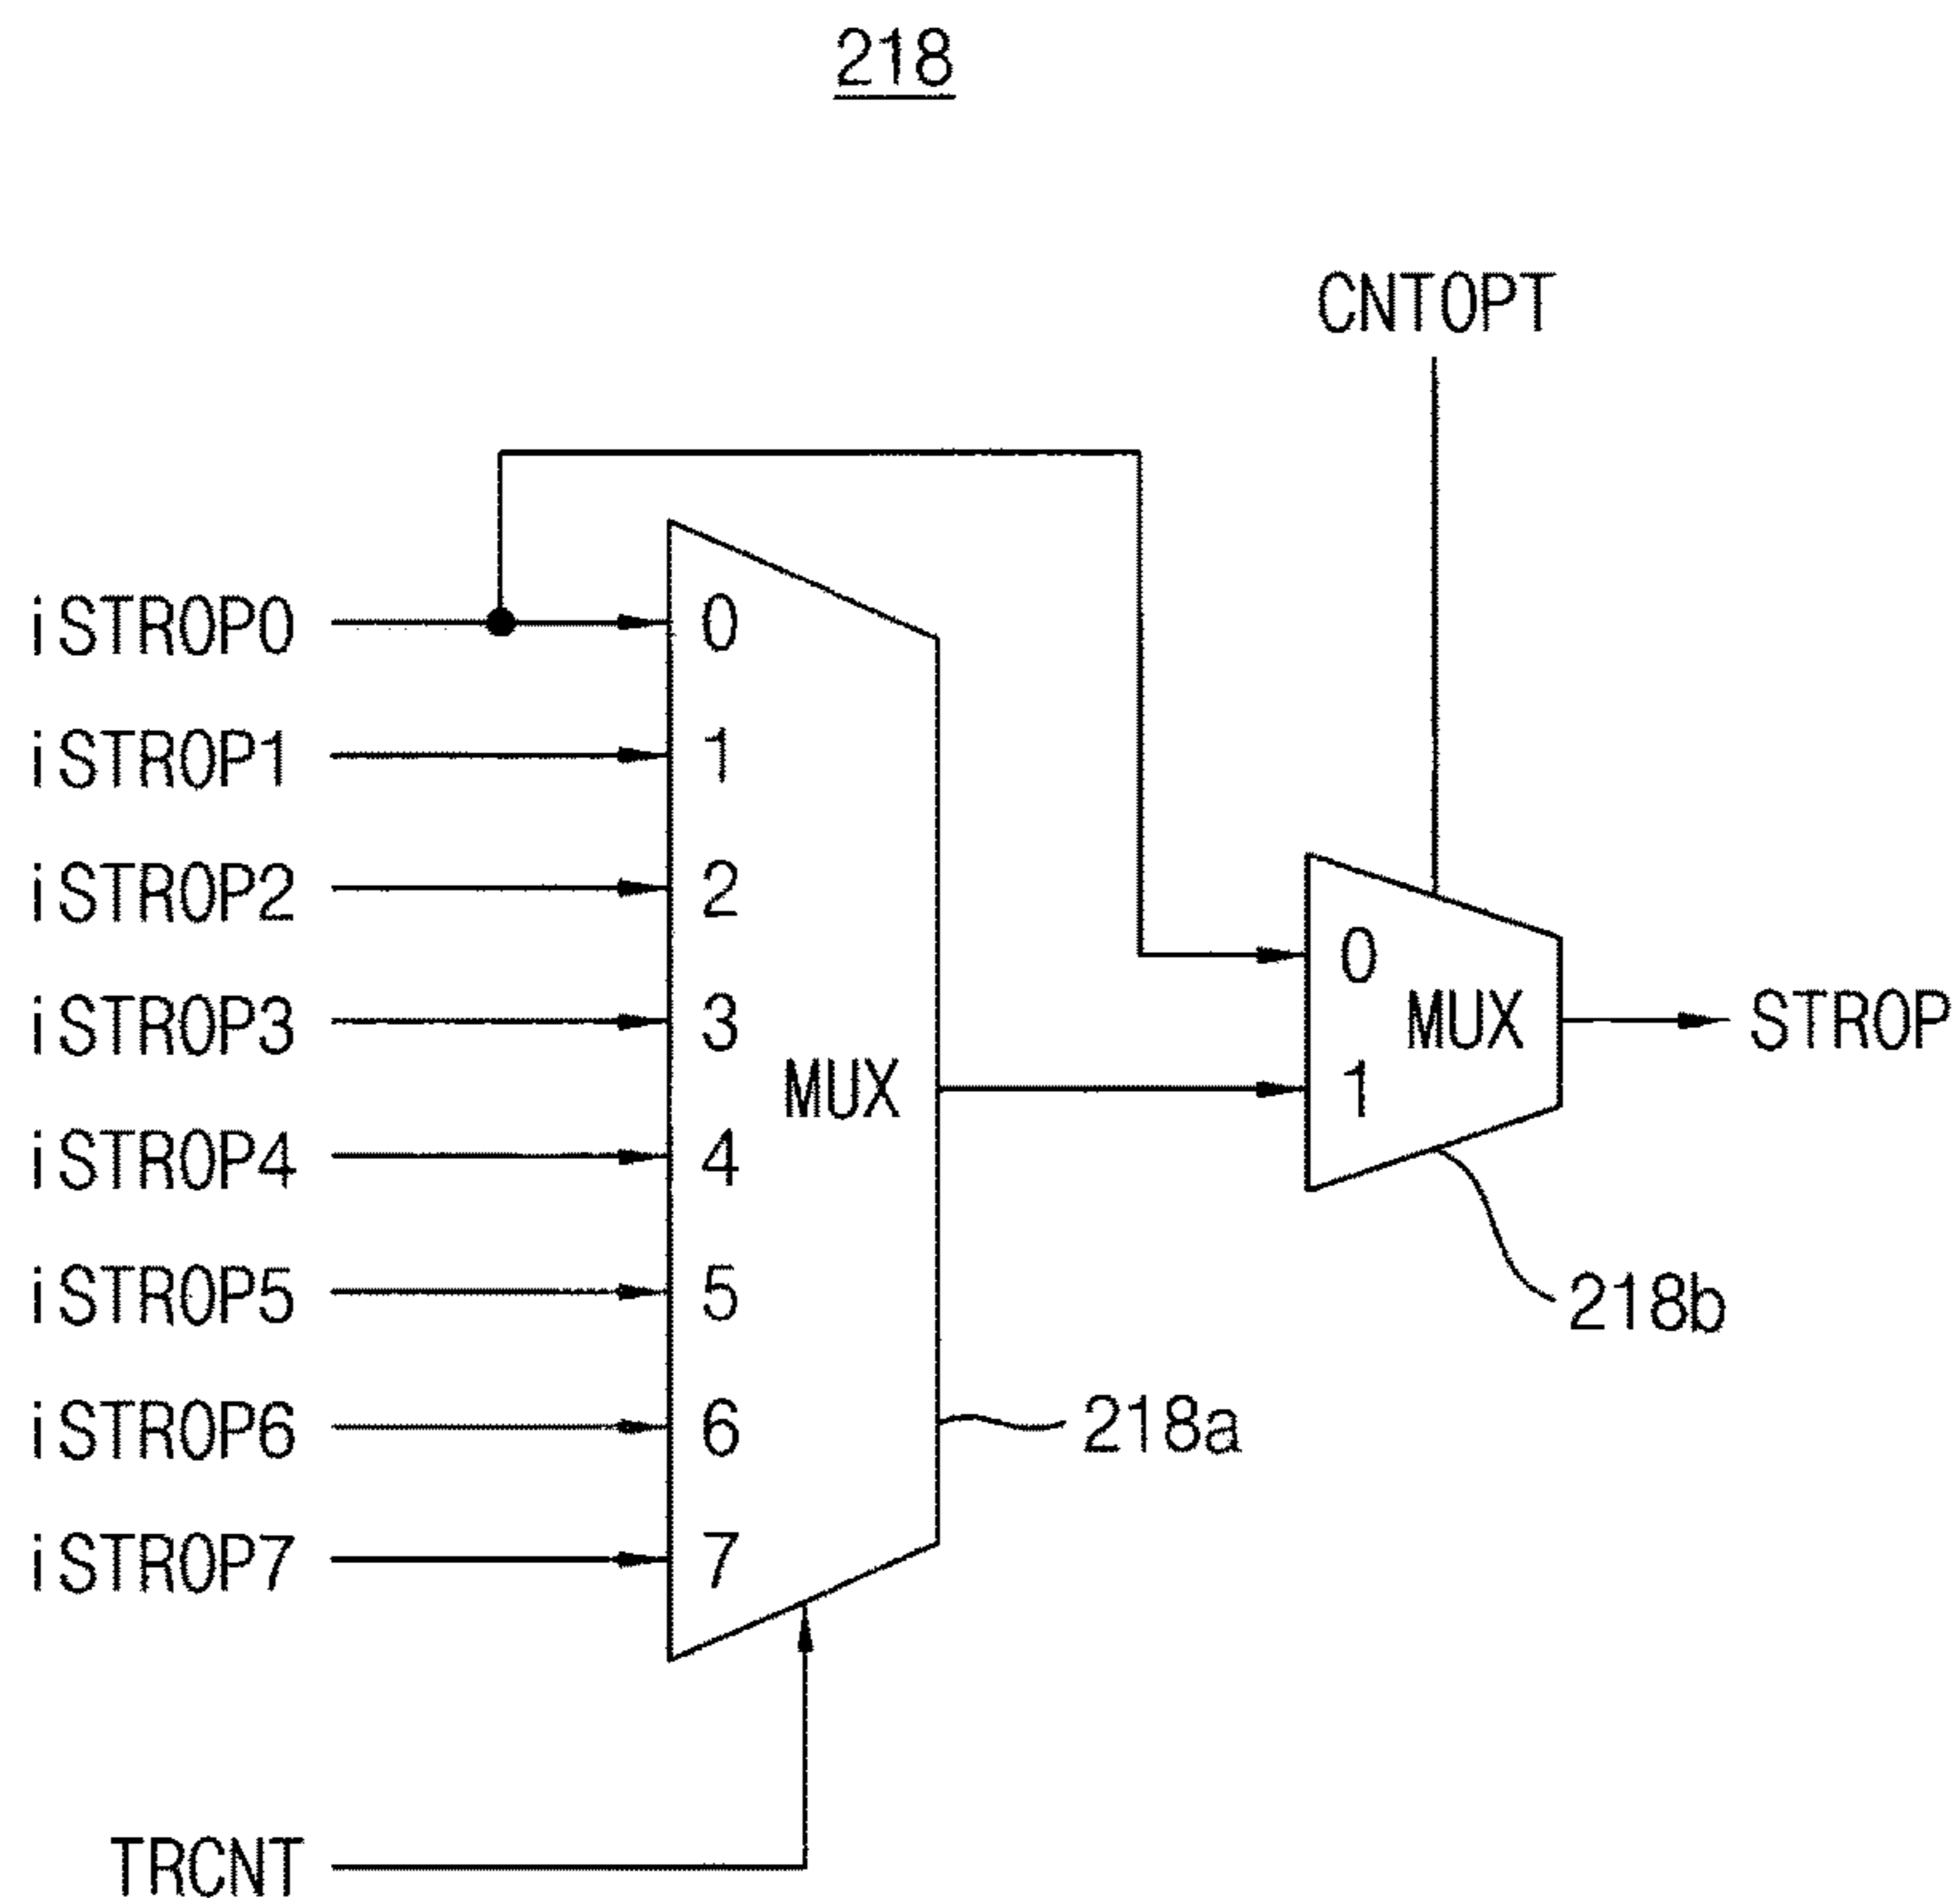 218
CNTOPT
iSTROP0
0
iSTROP1
1
iSTROP2
2
0
iSTROP3
3
MUX
STROP
MUX
1
iSTROP4
4
iSTROP5
5
218b
iSTROP6
6
218a
iSTROP7
7
TRCNT